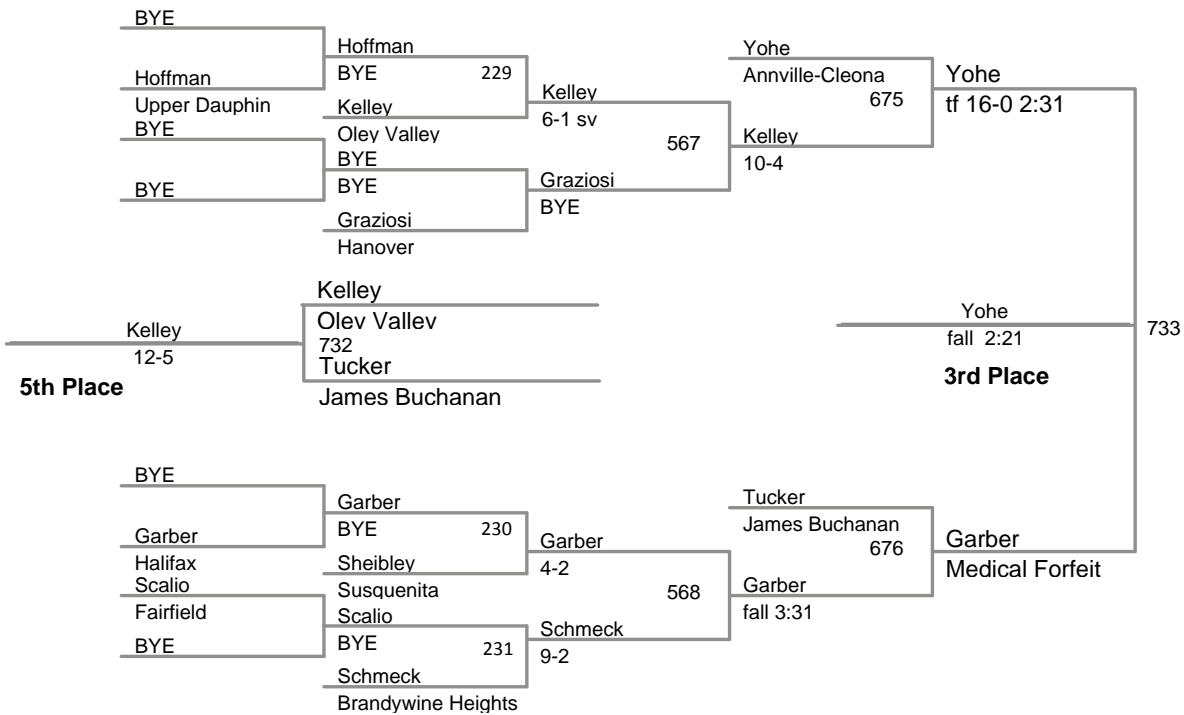 BYE
Hoffman
Upper Dauphin
BYE
BYE
Hoffman
BYE
229
Kelley
Oley Valley
BYE
BYE
Graziosi
Hanover
Kelley
6-1 sv
567
Graziosi
BYE
Yohe
Annville-Cleona
675
Kelley
10-4
Yohe
tf 16-0 2:31
Kelley
12-5
5th Place
Kelley
Oley Valley
732
Tucker
James Buchanan
Yohe
fall 2:21
3rd Place
733
BYE
Garber
Halifax
Scalio
Fairfield
BYE
Garber
BYE
230
Sheibley
Susquenita
Scalio
BYE
231
Schmeck
Brandywine Heights
Garber
4-2
568
Schmeck
9-2
Tucker
James Buchanan
676
Garber
fall 3:31
Garber
Medical Forfeit